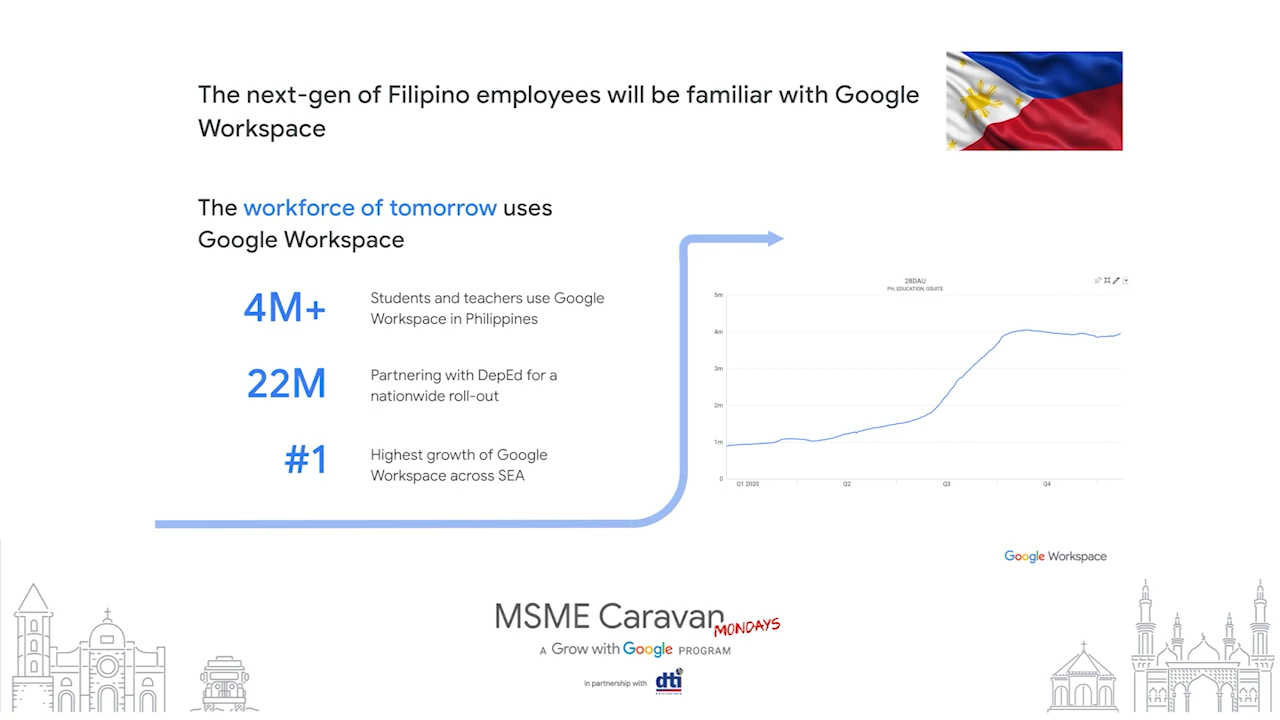 The next-gen of Filipino employees will be familiar with Google
Workspace
The workforce of tomorrow uses
Google Workspace
4M+
Students and teachers use Google
Workspace in Philippines
22M
Partnering with DepEd for a
nationwide roll-out
#1
Highest growth of Google
Workspace across SEA
28DAU
PH, EDUCATION, GSUITE
5m
4m
3m
2m
1m
0
Q1 2020
Q2
Q3
Q4
Google Workspace
MSME Caravan
MONDAYS
A Grow with Google PROGRAM
in partnership with dti
PHILIPPINES